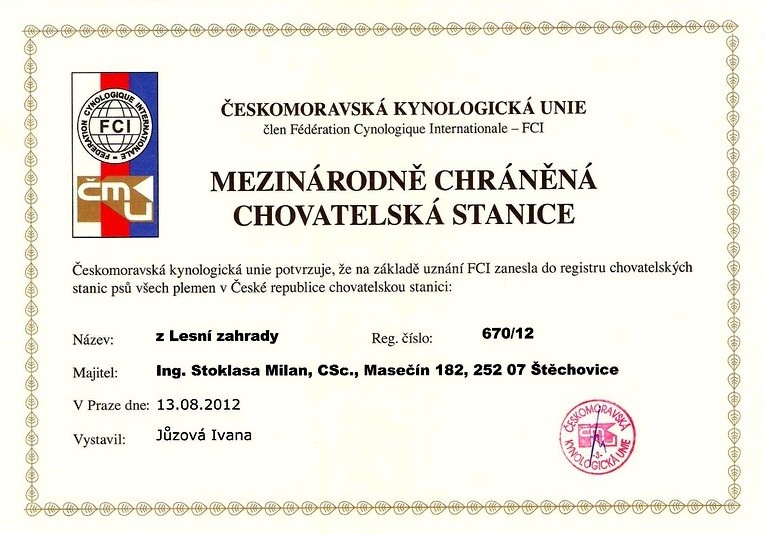 FEDERATION CYNOLOGIQUE INTERNATIONALE
FCI
ČMKU
ČESKOMORAVSKÁ KYNOLOGICKÁ UNIE
člen Fédération Cynologique Internationale – FCI
MEZINÁRODNĚ CHRÁNĚNÁ
CHOVATELSKÁ STANICE
Českomoravská kynologická unie potvrzuje, že na základě uznání FCI zanesla do registru chovatelských
stanic psů všech plemen v České republice chovatelskou stanici:
Název: z Lesní zahrady Reg. číslo: 670/12
Majitel: Ing. Stoklasa Milan, CSc., Masečín 182, 252 07 Štěchovice
V Praze dne: 13.08.2012
Vystavil: Jůzová Ivana
ČESKOMORAVSKÁ
KYNOLOGICKÁ UNIE
-3-